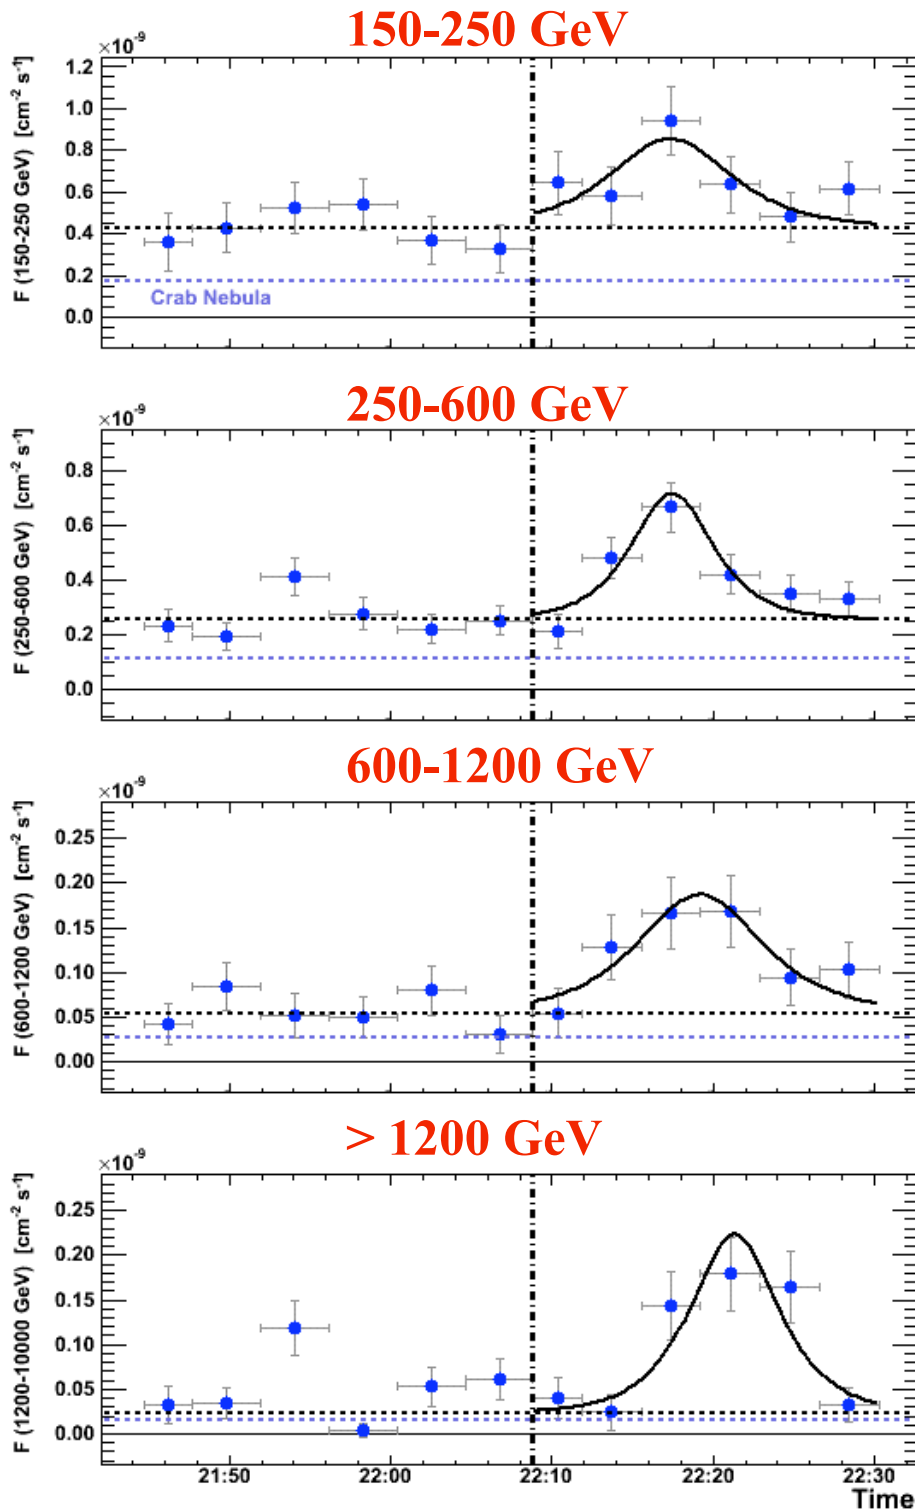 150-250 GeV
×10⁻⁹
F (150-250 GeV) [cm⁻² s⁻¹]
1.2
1.0
0.8
0.6
0.4
0.2
0.0
Crab Nebula
250-600 GeV
×10⁻⁹
F (250-600 GeV) [cm⁻² s⁻¹]
0.8
0.6
0.4
0.2
0.0
600-1200 GeV
×10⁻⁹
F (600-1200 GeV) [cm⁻² s⁻¹]
0.25
0.20
0.15
0.10
0.05
0.00
> 1200 GeV
×10⁻⁹
F (1200-10000 GeV) [cm⁻² s⁻¹]
0.25
0.20
0.15
0.10
0.05
0.00
21:50 22:00 22:10 22:20 22:30
Time